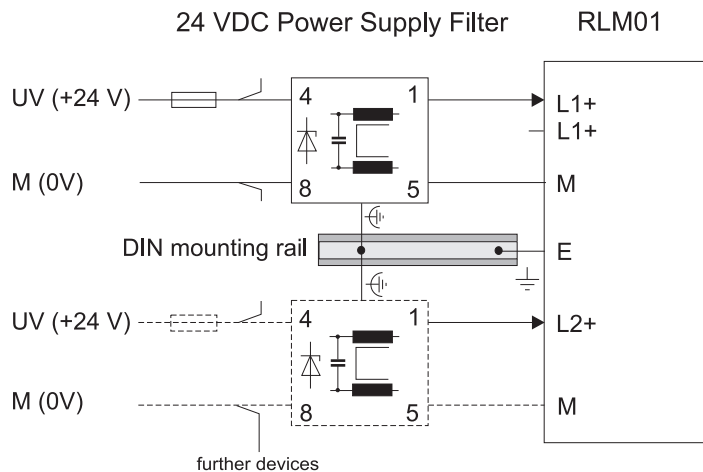 24 VDC Power Supply Filter RLM01
UV (+24 V) 4 1 L1+
L1+
M (0V) 8 5 M
DIN mounting rail E
UV (+24 V) 4 1 L2+
M (0V) 8 5 M
further devices